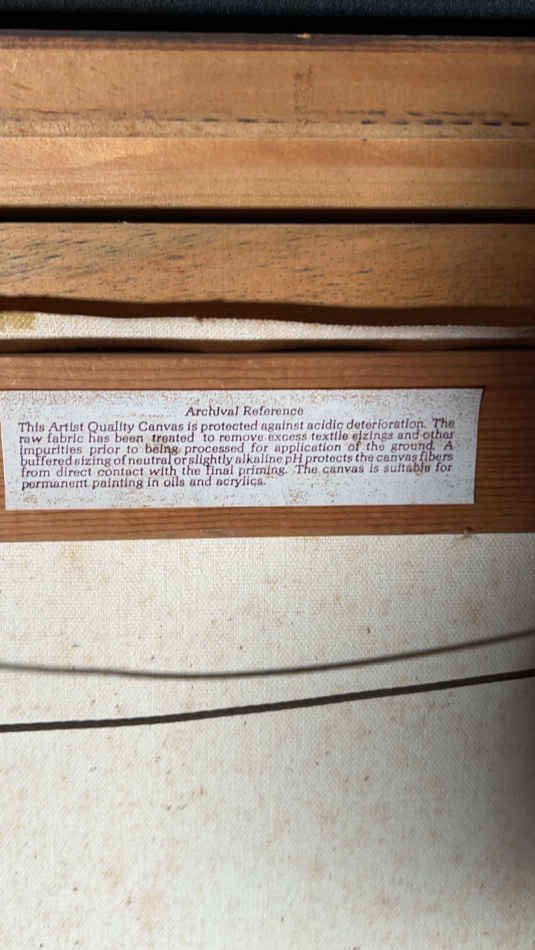 Archival Reference
This Artist Quality Canvas is protected against acidic deterioration. The
raw fabric has been treated to remove excess textile sizings and other
impurities prior to being processed for application of the ground. A
buffered sizing of neutral or slightly alkaline pH protects the canvas fibers
from direct contact with the final priming. The canvas is suitable for
permanent painting in oils and acrylics.